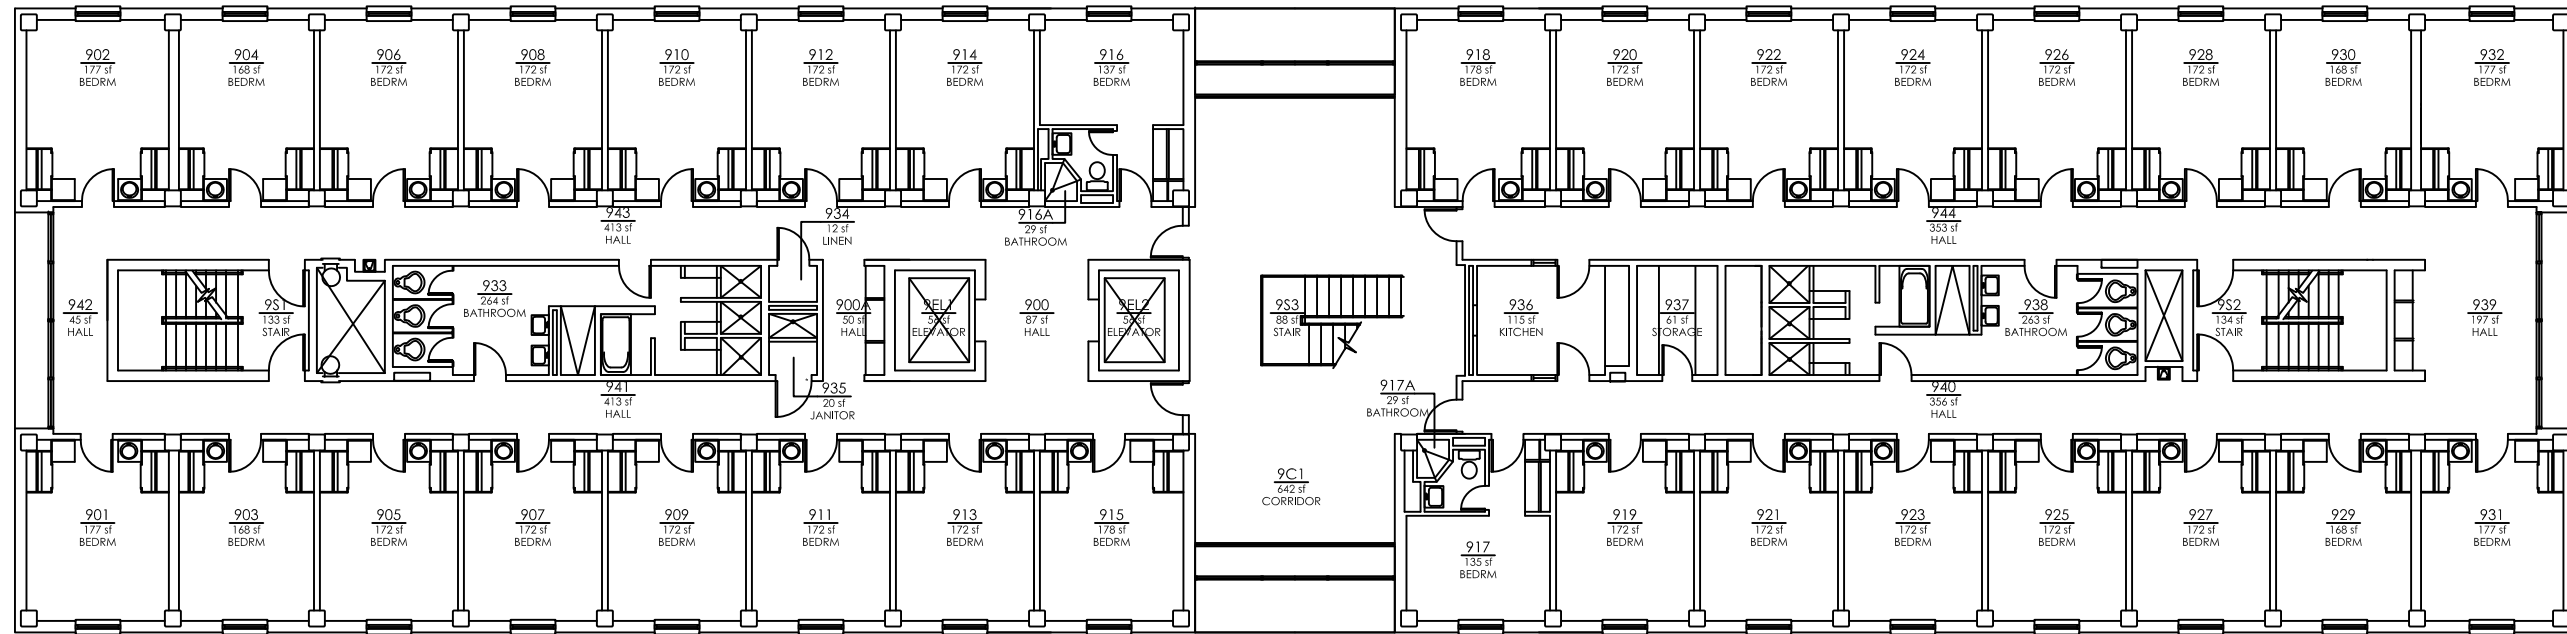 902
177 sf
BEDRM
904
168 sf
BEDRM
906
172 sf
BEDRM
908
172 sf
BEDRM
910
172 sf
BEDRM
912
172 sf
BEDRM
914
172 sf
BEDRM
916
137 sf
BEDRM
918
178 sf
BEDRM
920
172 sf
BEDRM
922
172 sf
BEDRM
924
172 sf
BEDRM
926
172 sf
BEDRM
928
172 sf
BEDRM
930
168 sf
BEDRM
932
177 sf
BEDRM
943
413 sf
HALL
934
12 sf
LINEN
916A
29 sf
BATHROOM
944
353 sf
HALL
942
45 sf
HALL
9S1
133 sf
STAIR
933
264 sf
BATHROOM
900A
50 sf
HALL
9EL1
56 sf
ELEVATOR
900
87 sf
HALL
9EL2
56 sf
ELEVATOR
9S3
88 sf
STAIR
936
115 sf
KITCHEN
937
61 sf
STORAGE
938
263 sf
BATHROOM
9S2
134 sf
STAIR
939
197 sf
HALL
941
413 sf
HALL
935
20 sf
JANITOR
917A
29 sf
BATHROOM
940
356 sf
HALL
9C1
642 sf
CORRIDOR
901
177 sf
BEDRM
903
168 sf
BEDRM
905
172 sf
BEDRM
907
172 sf
BEDRM
909
172 sf
BEDRM
911
172 sf
BEDRM
913
172 sf
BEDRM
915
178 sf
BEDRM
917
135 sf
BEDRM
919
172 sf
BEDRM
921
172 sf
BEDRM
923
172 sf
BEDRM
925
172 sf
BEDRM
927
172 sf
BEDRM
929
168 sf
BEDRM
931
177 sf
BEDRM